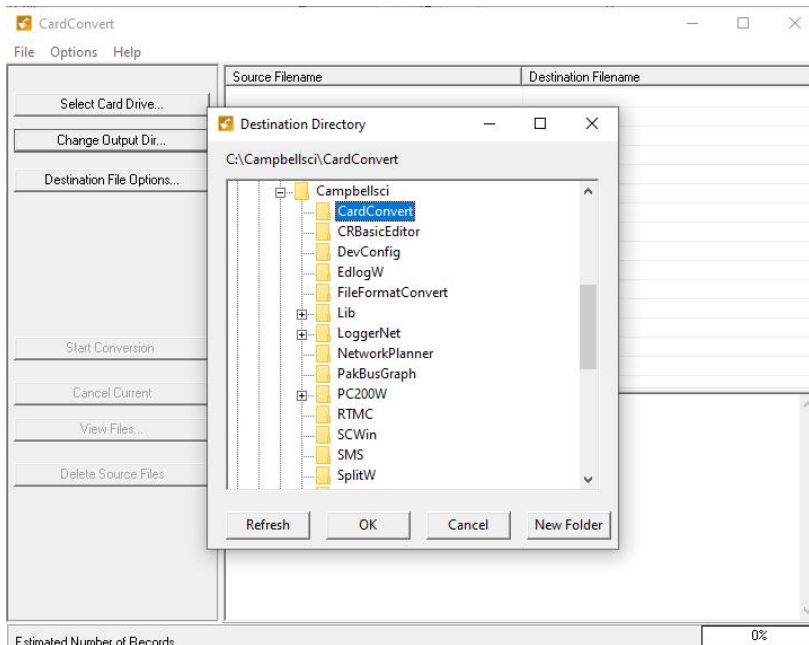 CardConvert
File Options Help
Source Filename Destination Filename
Select Card Drive...
Change Output Dir...
Destination File Options...
Start Conversion
Cancel Current
View Files...
Delete Source Files
Destination Directory
C:\Campbellsci\CardConvert
Campbellsci
CardConvert
CRBasicEditor
DevConfig
EdlogW
FileFormatConvert
Lib
LoggerNet
NetworkPlanner
PakBusGraph
PC200W
RTMC
SCWin
SMS
SplitW
Refresh OK Cancel New Folder
Estimated Number of Records 0%